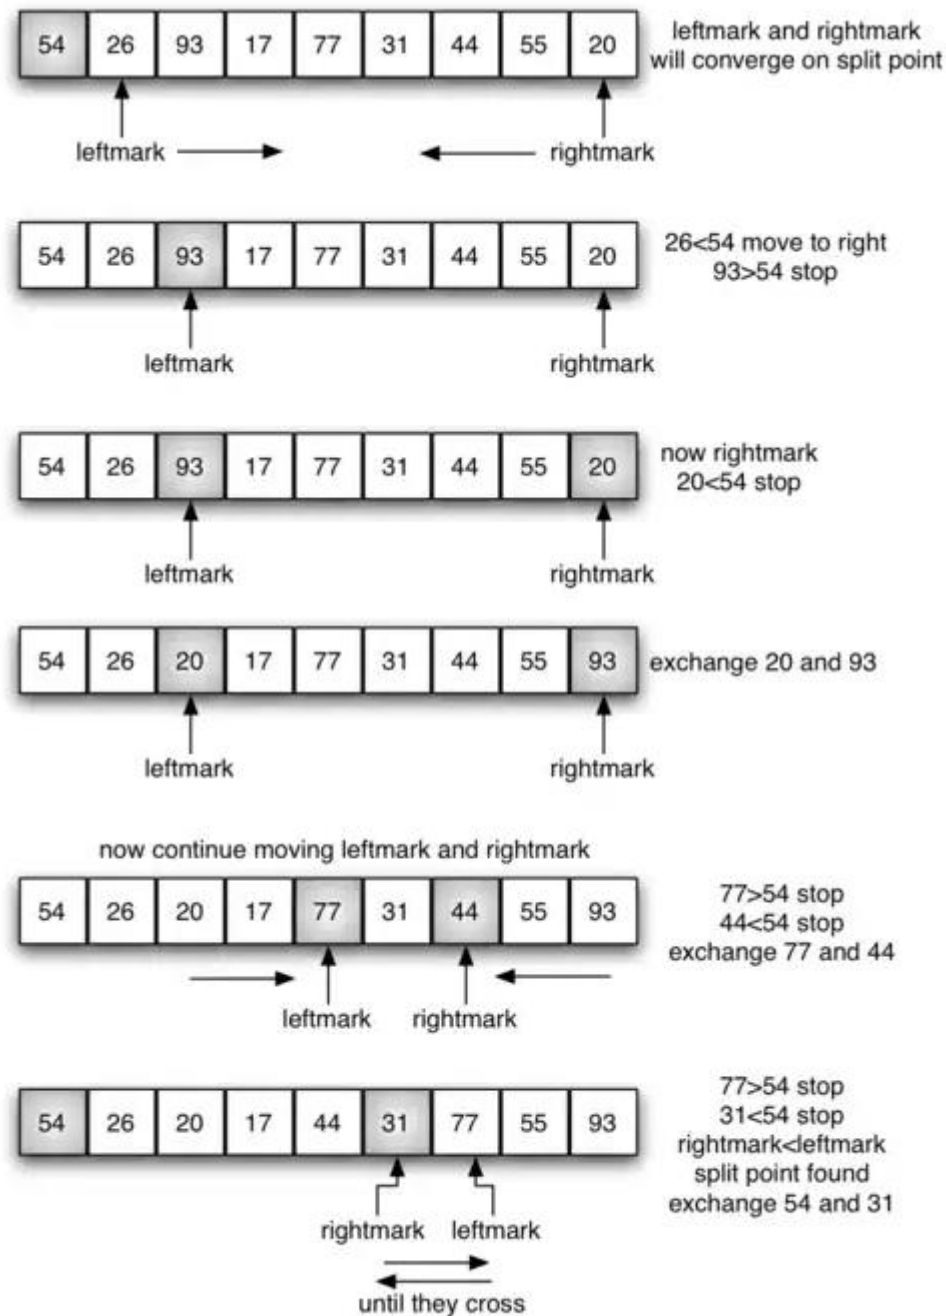 54 26 93 17 77 31 44 55 20
leftmark and rightmark
will converge on split point
leftmark rightmark
54 26 93 17 77 31 44 55 20
26<54 move to right
93>54 stop
leftmark rightmark
54 26 93 17 77 31 44 55 20
now rightmark
20<54 stop
leftmark rightmark
54 26 20 17 77 31 44 55 93
exchange 20 and 93
leftmark rightmark
now continue moving leftmark and rightmark
54 26 20 17 77 31 44 55 93
77>54 stop
44<54 stop
exchange 77 and 44
leftmark rightmark
54 26 20 17 44 31 77 55 93
77>54 stop
31<54 stop
rightmark<leftmark
split point found
exchange 54 and 31
rightmark leftmark
until they cross